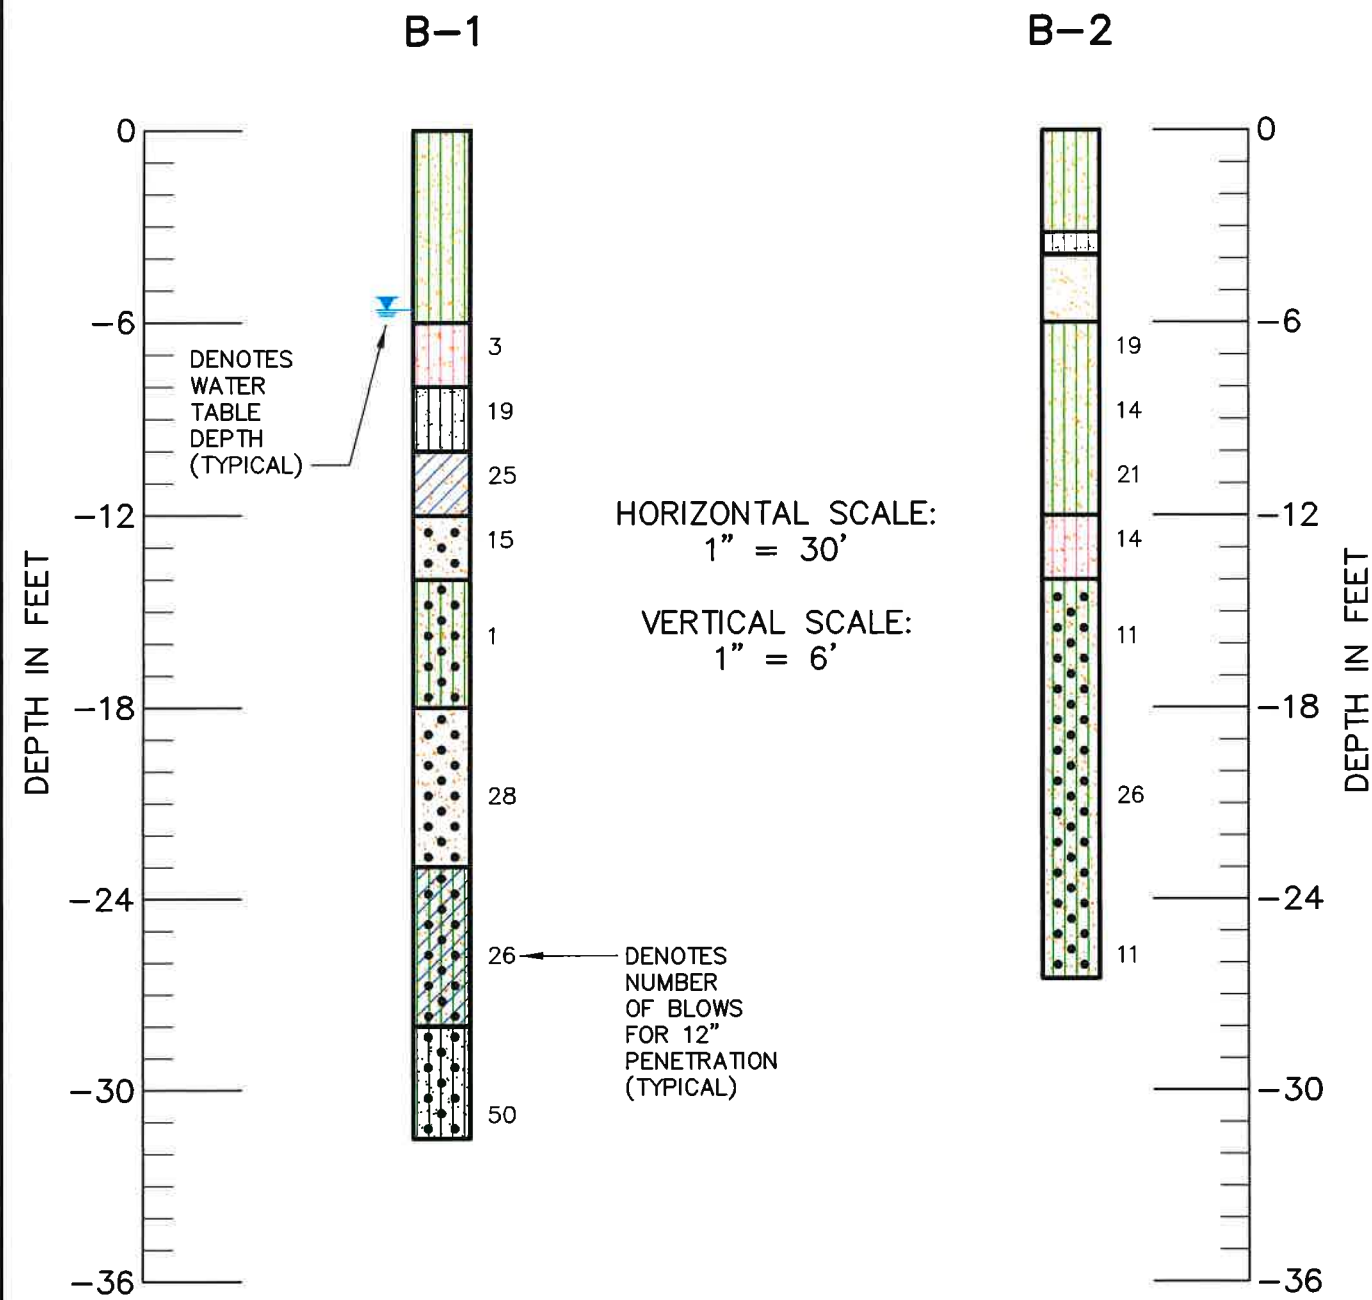 B-1
B-2
0
-6
-12
-18
-24
-30
-36
DEPTH IN FEET
DENOTES
WATER
TABLE
DEPTH
(TYPICAL)
3
19
25
15
1
28
26
50
HORIZONTAL SCALE:
1" = 30'
VERTICAL SCALE:
1" = 6'
DENOTES
NUMBER
OF BLOWS
FOR 12"
PENETRATION
(TYPICAL)
19
14
21
14
11
26
11
0
-6
-12
-18
-24
-30
-36
DEPTH IN FEET